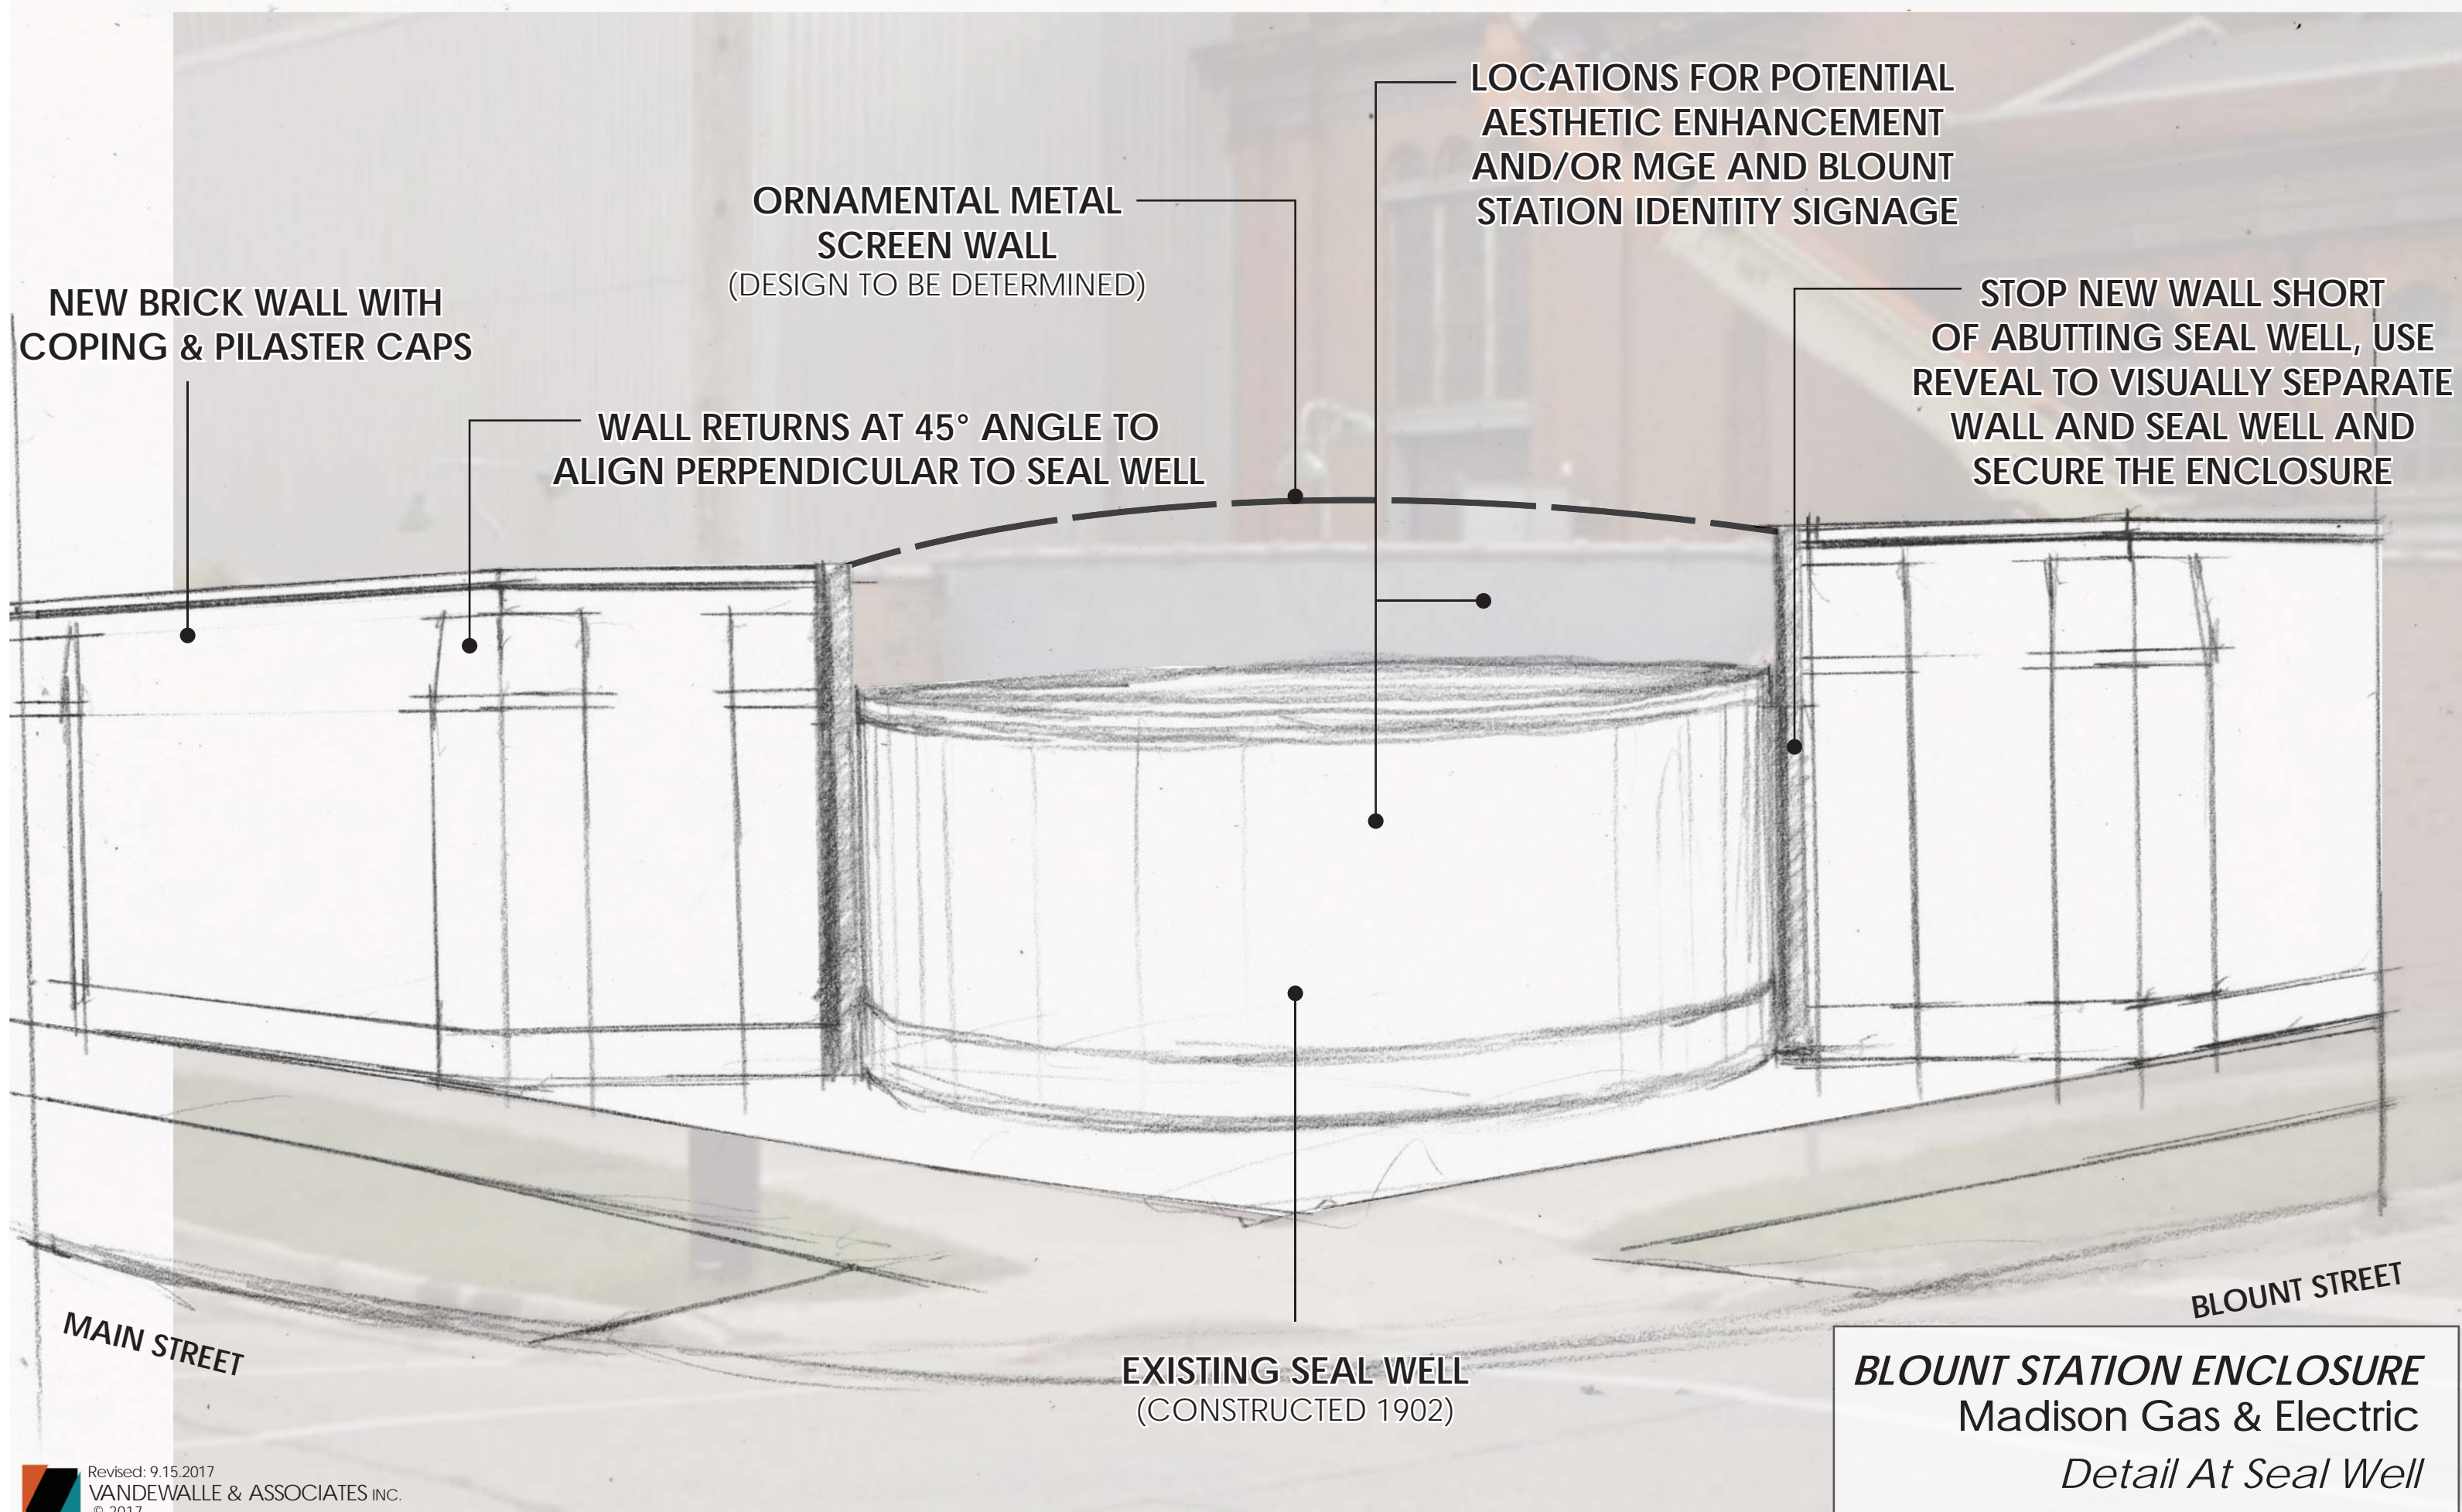 LOCATIONS FOR POTENTIAL
AESTHETIC ENHANCEMENT
AND/OR MGE AND BLOUNT
STATION IDENTITY SIGNAGE
ORNAMENTAL METAL
SCREEN WALL
(DESIGN TO BE DETERMINED)
NEW BRICK WALL WITH
COPING & PILASTER CAPS
STOP NEW WALL SHORT
OF ABUTTING SEAL WELL, USE
REVEAL TO VISUALLY SEPARATE
WALL AND SEAL WELL AND
SECURE THE ENCLOSURE
WALL RETURNS AT 45° ANGLE TO
ALIGN PERPENDICULAR TO SEAL WELL
MAIN STREET
BLOUNT STREET
EXISTING SEAL WELL
(CONSTRUCTED 1902)
BLOUNT STATION ENCLOSURE
Madison Gas & Electric
Detail At Seal Well
Revised: 9.15.2017
VANDEWALLE & ASSOCIATES INC.
© 2017